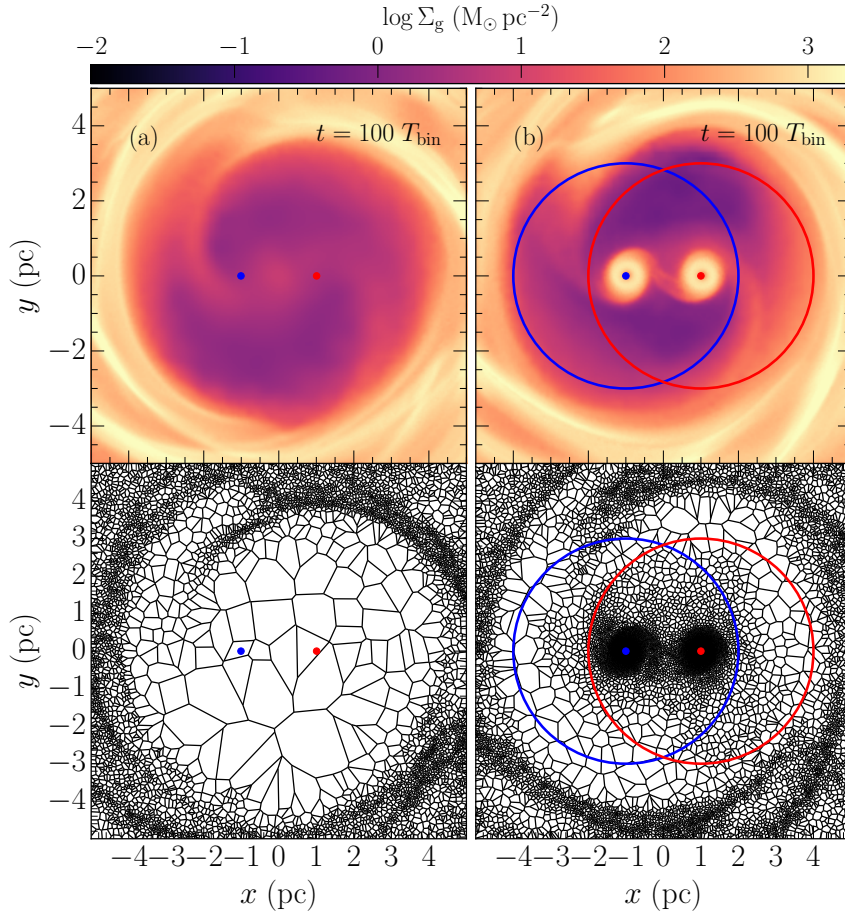 log Σg (M⊙ pc−2)
−2 −1 0 1 2 3
(a) t = 100 Tbin
(b) t = 100 Tbin
4
2
0
−2
−4
y (pc)
4
3
2
1
0
−1
−2
−3
−4
y (pc)
−4 −3 −2 −1 0 1 2 3 4
x (pc)
−4 −3 −2 −1 0 1 2 3 4
x (pc)